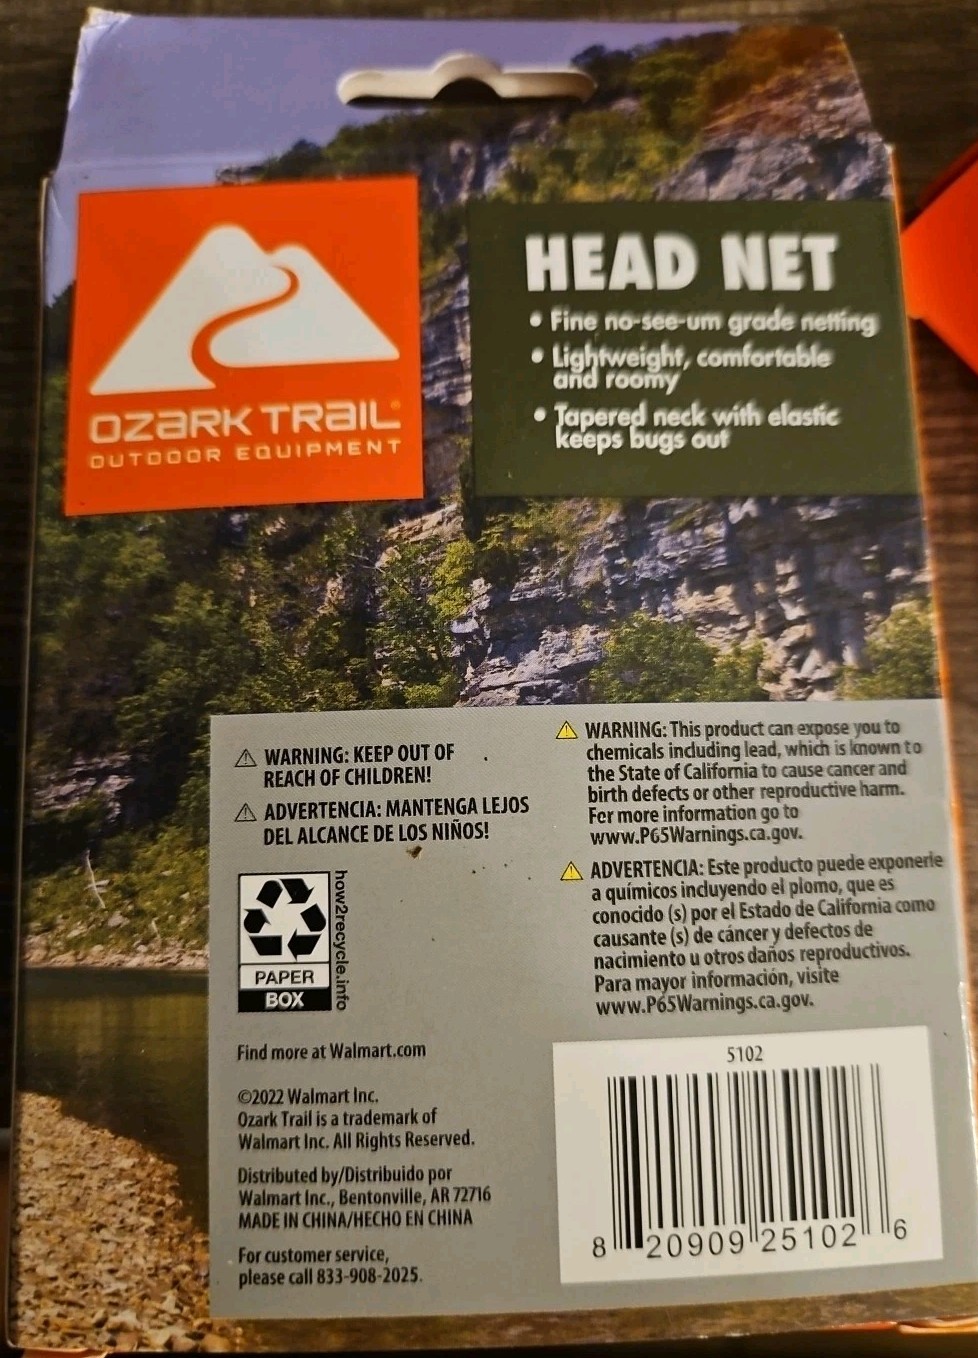 OZARK TRAIL
OUTDOOR EQUIPMENT
HEAD NET
• Fine no-see-um grade netting
• Lightweight, comfortable
and roomy
• Tapered neck with elastic
keeps bugs out
⚠ WARNING: KEEP OUT OF
REACH OF CHILDREN!
⚠ ADVERTENCIA: MANTENGA LEJOS
DEL ALCANCE DE LOS NIÑOS!
how2recycle.info
PAPER
BOX
Find more at Walmart.com
©2022 Walmart Inc.
Ozark Trail is a trademark of
Walmart Inc. All Rights Reserved.
Distributed by/Distribuido por
Walmart Inc., Bentonville, AR 72716
MADE IN CHINA/HECHO EN CHINA
For customer service,
please call 833-908-2025.
⚠ WARNING: This product can expose you to
chemicals including lead, which is known to
the State of California to cause cancer and
birth defects or other reproductive harm.
For more information go to
www.P65Warnings.ca.gov.
⚠ ADVERTENCIA: Este producto puede exponerle
a químicos incluyendo el plomo, que es
conocido (s) por el Estado de California como
causante (s) de cáncer y defectos de
nacimiento u otros daños reproductivos.
Para mayor información, visite
www.P65Warnings.ca.gov.
5102
8 20909 25102 6